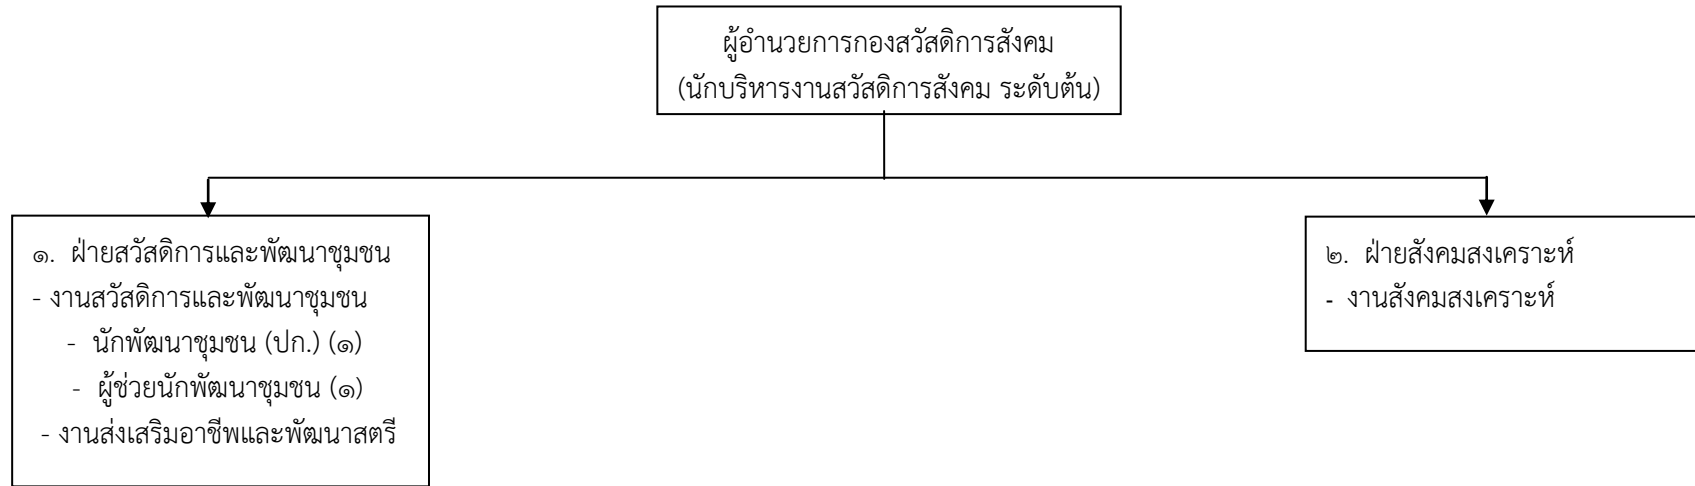 ผู้อำนวยการกองสวัสดิการสังคม
(นักบริหารงานสวัสดิการสังคม ระดับต้น)
๑. ฝ่ายสวัสดิการและพัฒนาชุมชน
- งานสวัสดิการและพัฒนาชุมชน
- นักพัฒนาชุมชน (ปก.) (๑)
- ผู้ช่วยนักพัฒนาชุมชน (๑)
- งานส่งเสริมอาชีพและพัฒนาสตรี
๒. ฝ่ายสังคมสงเคราะห์
- งานสังคมสงเคราะห์